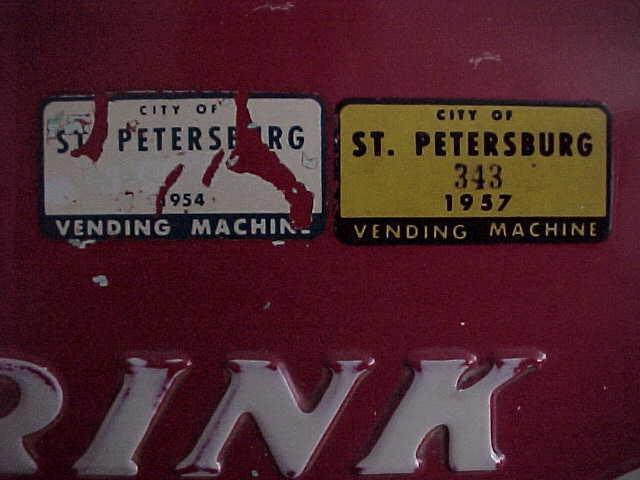 CITY OF
ST. PETERSBURG
1954
VENDING MACHINE
CITY OF
ST. PETERSBURG
343
1957
VENDING MACHINE
RINK